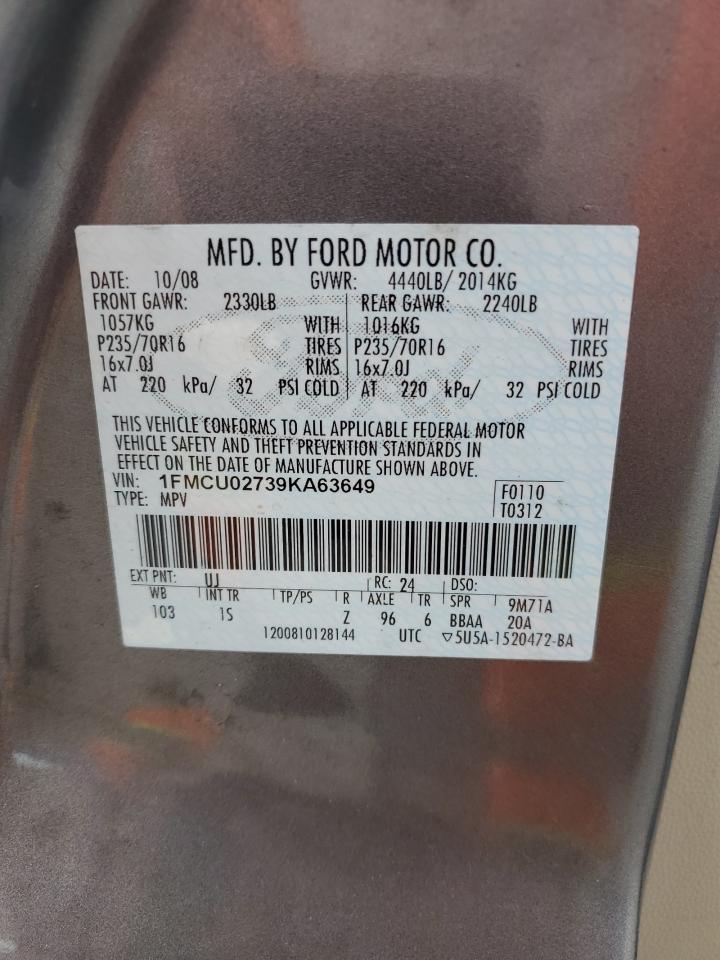 MFD. BY FORD MOTOR CO.
DATE: 10/08 GVWR: 4440LB/ 2014KG
FRONT GAWR: 2330LB REAR GAWR: 2240LB
1057KG WITH 1016KG WITH
P235/70R16 TIRES P235/70R16 TIRES
16x7.0J RIMS 16x7.0J RIMS
AT 220 kPa/ 32 PSI COLD AT 220 kPa/ 32 PSI COLD
THIS VEHICLE CONFORMS TO ALL APPLICABLE FEDERAL MOTOR
VEHICLE SAFETY AND THEFT PREVENTION STANDARDS IN
EFFECT ON THE DATE OF MANUFACTURE SHOWN ABOVE.
VIN: 1FMCU02739KA63649 F0110
TYPE: MPV T0312
EXT PNT: UJ RC: 24 DSO:
WB INT TR TP/PS R AXLE TR SPR 9M71A
103 1S Z 96 6 BBAA 20A
1200810128144 UTC ▽5U5A-1520472-BA
Ford